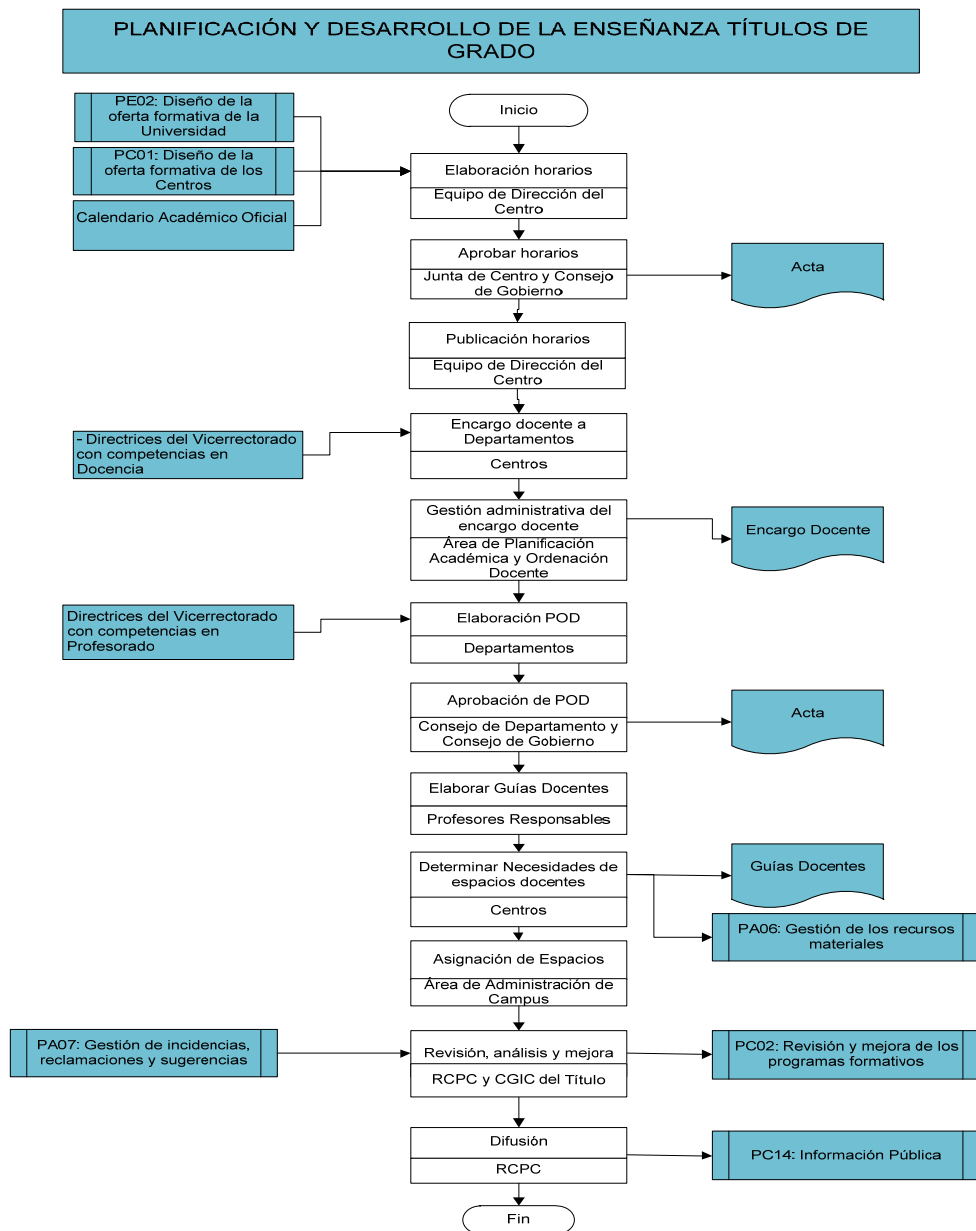 PLANIFICACIÓN Y DESARROLLO DE LA ENSEÑANZA TÍTULOS DE
GRADO
PE02: Diseño de la
oferta formativa de la
Universidad
Inicio
PC01: Diseño de la
oferta formativa de los
Centros
Elaboración horarios
Equipo de Dirección del
Centro
Calendario Académico Oficial
Aprobar horarios
Junta de Centro y Consejo
de Gobierno
Acta
Publicación horarios
Equipo de Dirección del
Centro
- Directrices del Vicerrectorado
con competencias en
Docencia
Encargo docente a
Departamentos
Centros
Gestión administrativa del
encargo docente
Área de Planificación
Académica y Ordenación
Docente
Encargo Docente
Directrices del Vicerrectorado
con competencias en
Profesorado
Elaboración POD
Departamentos
Aprobación de POD
Consejo de Departamento y
Consejo de Gobierno
Acta
Elaborar Guías Docentes
Profesores Responsables
Determinar Necesidades de
espacios docentes
Centros
Guías Docentes
PA06: Gestión de los recursos
materiales
Asignación de Espacios
Área de Administración de
Campus
PA07: Gestión de incidencias,
reclamaciones y sugerencias
Revisión, análisis y mejora
RCPC y CGIC del Título
PC02: Revisión y mejora de los
programas formativos
Difusión
RCPC
PC14: Información Pública
Fin